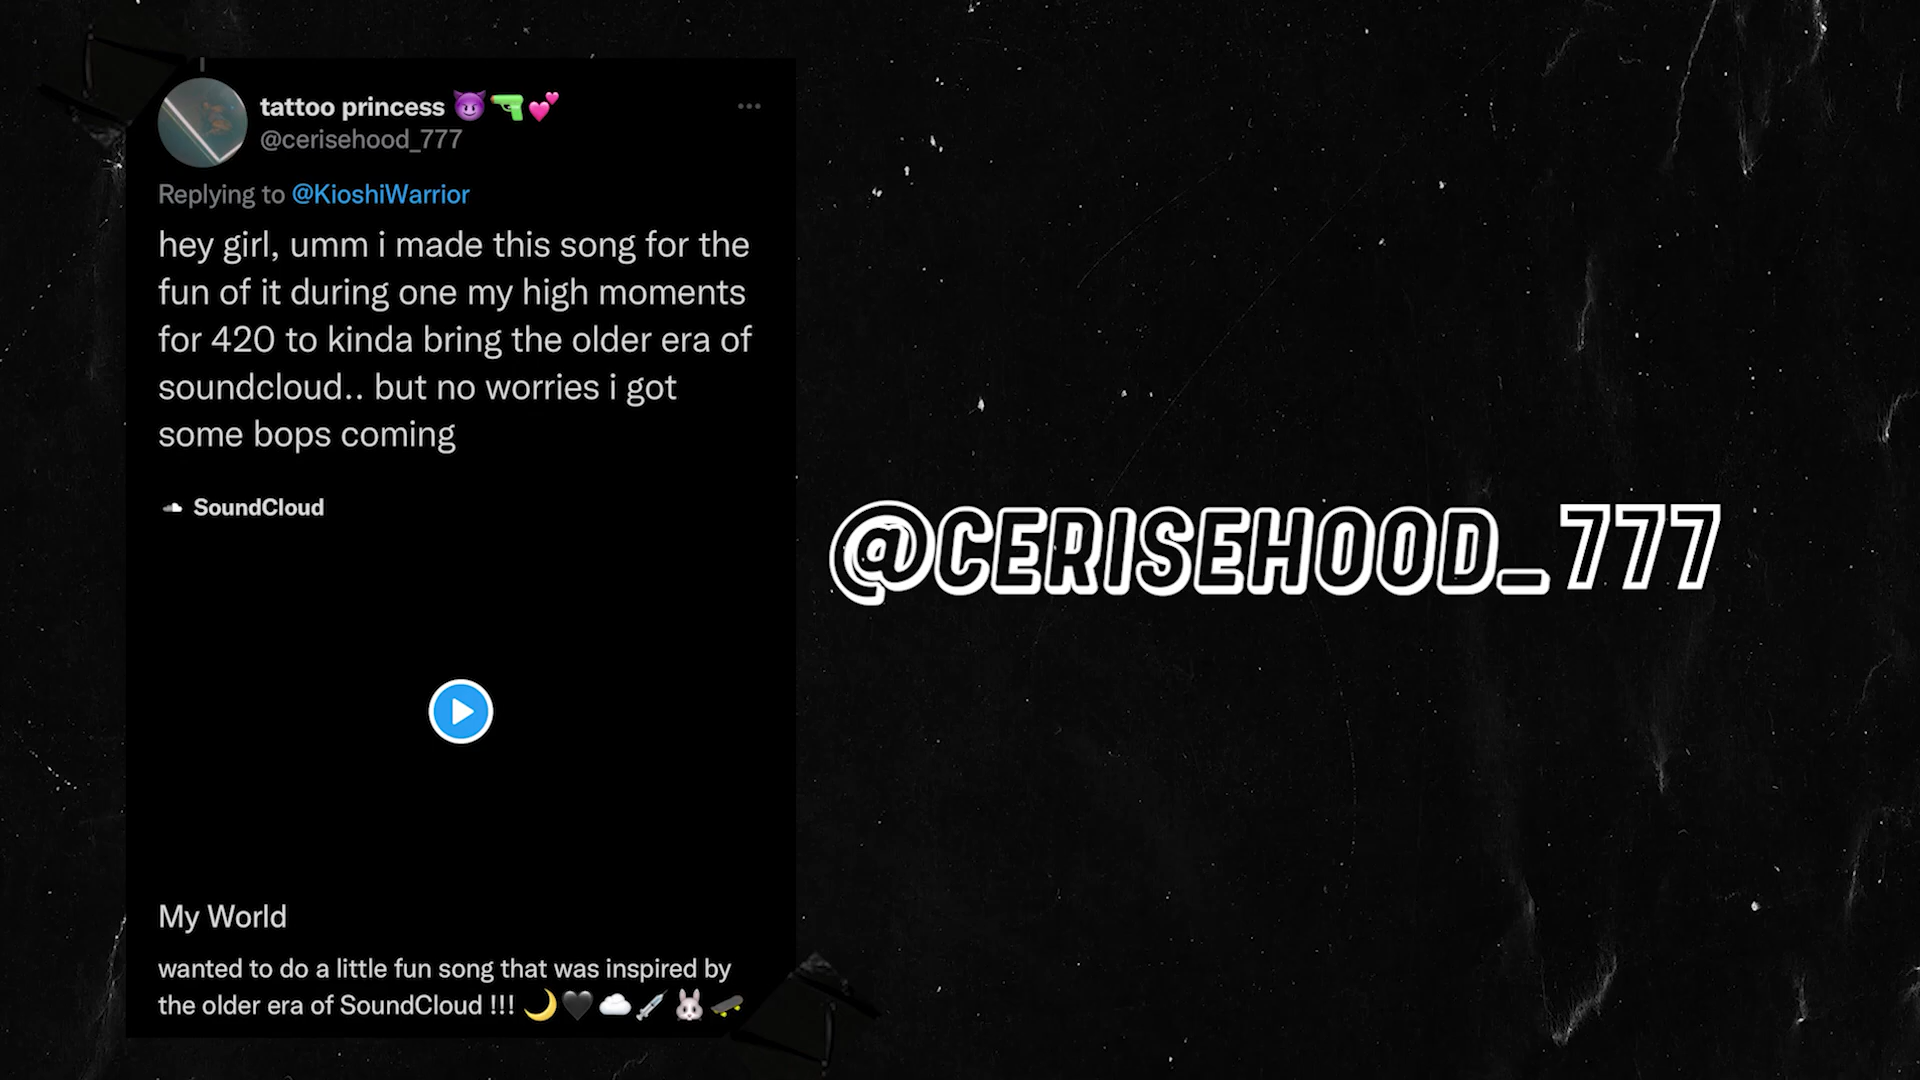 tattoo princess 😈🔫💕
@cerisehood_777
Replying to @KioshiWarrior
hey girl, umm i made this song for the
fun of it during one my high moments
for 420 to kinda bring the older era of
soundcloud.. but no worries i got
some bops coming
SoundCloud
@CERISEHOOD_777
My World
wanted to do a little fun song that was inspired by
the older era of SoundCloud !!! 🌙🖤☁️💉🐰🛹